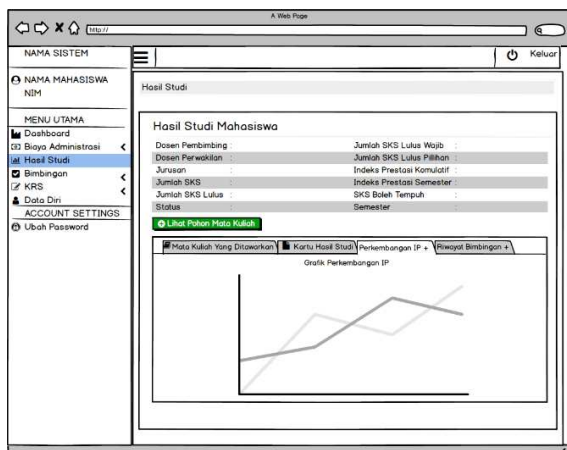 A Web Page
http://
NAMA SISTEM
Keluar
NAMA MAHASISWA
NIM
Hasil Studi
MENU UTAMA
Dashboard
Biaya Administrasi
Hasil Studi
Bimbingan
KRS
Data Diri
ACCOUNT SETTINGS
Ubah Password
Hasil Studi Mahasiswa
Dosen Pembimbing :
Jumlah SKS Lulus Wajib :
Dosen Perwakilan :
Jumlah SKS Lulus Pilihan :
Jurusan :
Indeks Prestasi Komulatif :
Jumlah SKS :
Indeks Prestasi Semester :
Jumlah SKS Lulus :
SKS Boleh Tempuh :
Status :
Semester :
Lihat Pohon Mata Kuliah
Mata Kuliah Yang Ditawarkan
Kartu Hasil Studi
Perkembangan IP +
Riwayat Bimbingan +
Grafik Perkembangan IP